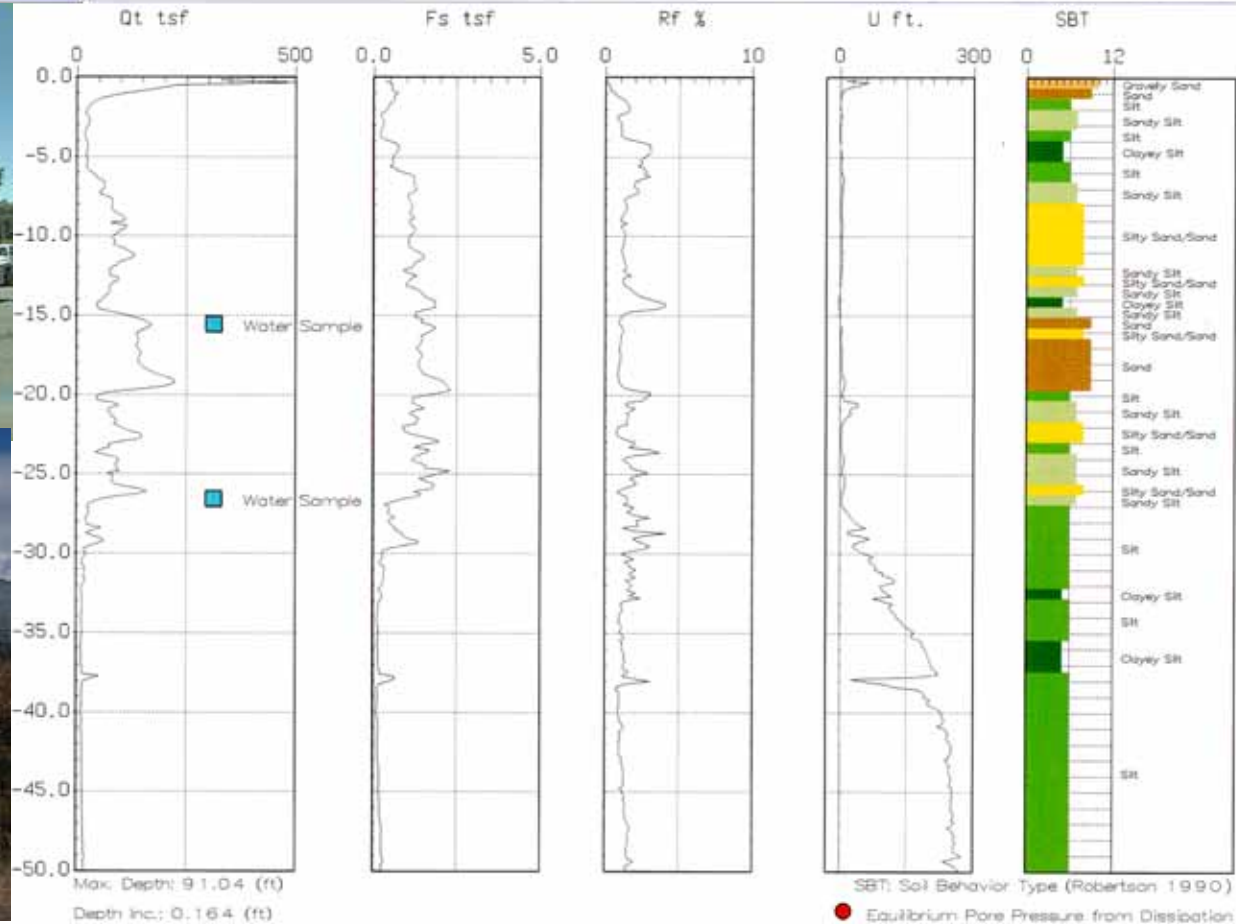 Qt tsf
Fs tsf
Rf %
U ft.
SBT
0 500
0.0 5.0
0 10
0 300
0 12
0.0
-5.0
-10.0
-15.0
-20.0
-25.0
-30.0
-35.0
-40.0
-45.0
-50.0
Water Sample
Water Sample
Gravelly Sand
Sand
Silt
Sandy Silt
Silt
Clayey Silt
Silt
Sandy Silt
Silty Sand/Sand
Sandy Silt
Silty Sand/Sand
Sandy Silt
Clayey Silt
Sandy Silt
Sand
Silty Sand/Sand
Sand
Silt
Sandy Silt
Silty Sand/Sand
Silt
Sandy Silt
Silty Sand/Sand
Sandy Silt
Silt
Clayey Silt
Silt
Clayey Silt
Silt
Max. Depth: 91.04 (ft)
Depth Inc.: 0.164 (ft)
SBT: Soil Behavior Type (Robertson 1990)
Equilibrium Pore Pressure from Dissipation